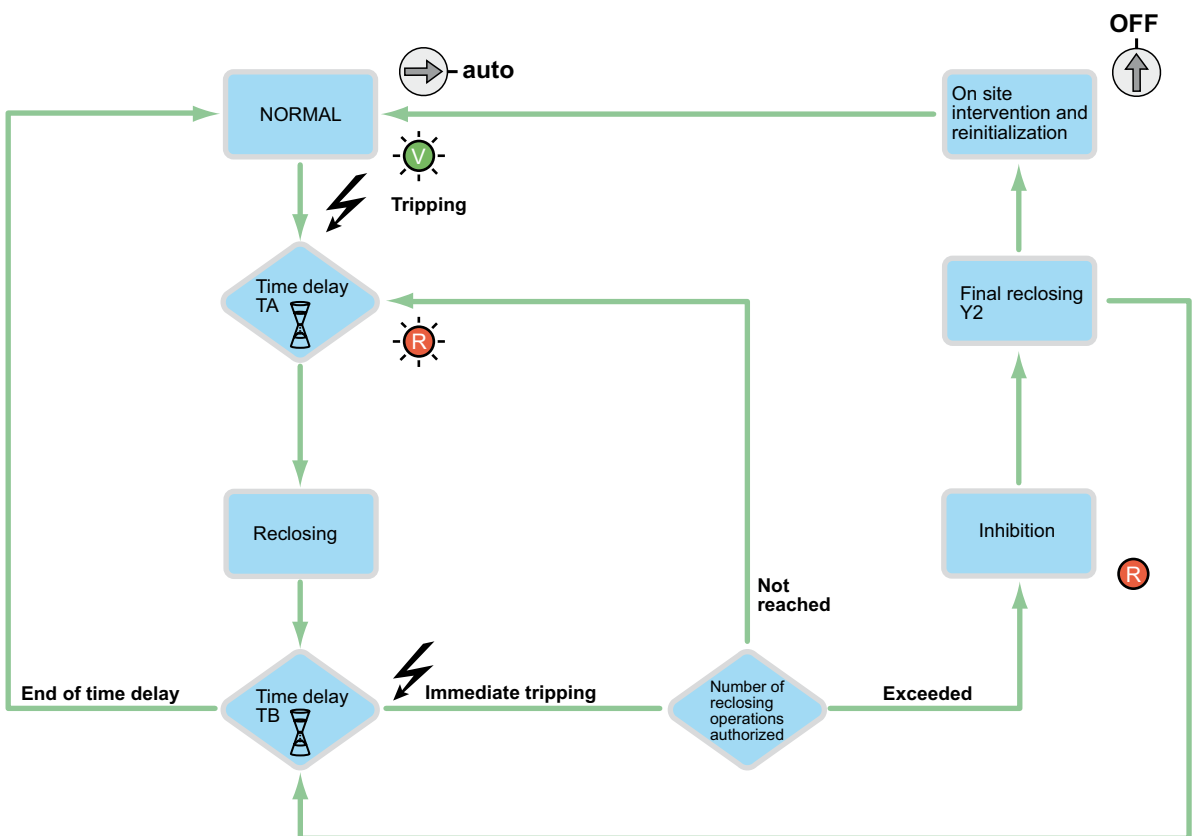 OFF
auto
NORMAL
On site
intervention and
reinitialization
V
Tripping
Time delay
TA
R
Final reclosing
Y2
Reclosing
Inhibition
R
Not
reached
End of time delay
Time delay
TB
Immediate tripping
Number of
reclosing
operations
authorized
Exceeded